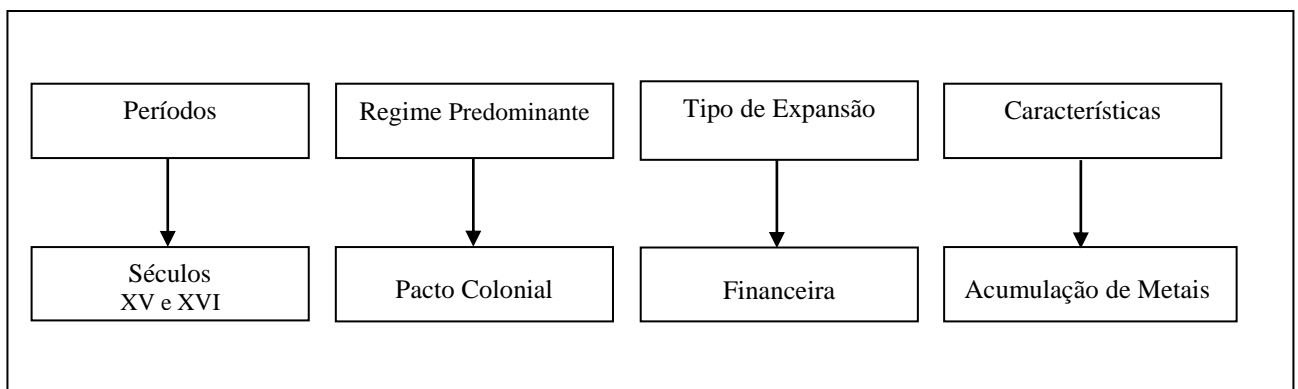 Períodos
Regime Predominante
Tipo de Expansão
Características
Séculos
XV e XVI
Pacto Colonial
Financeira
Acumulação de Metais